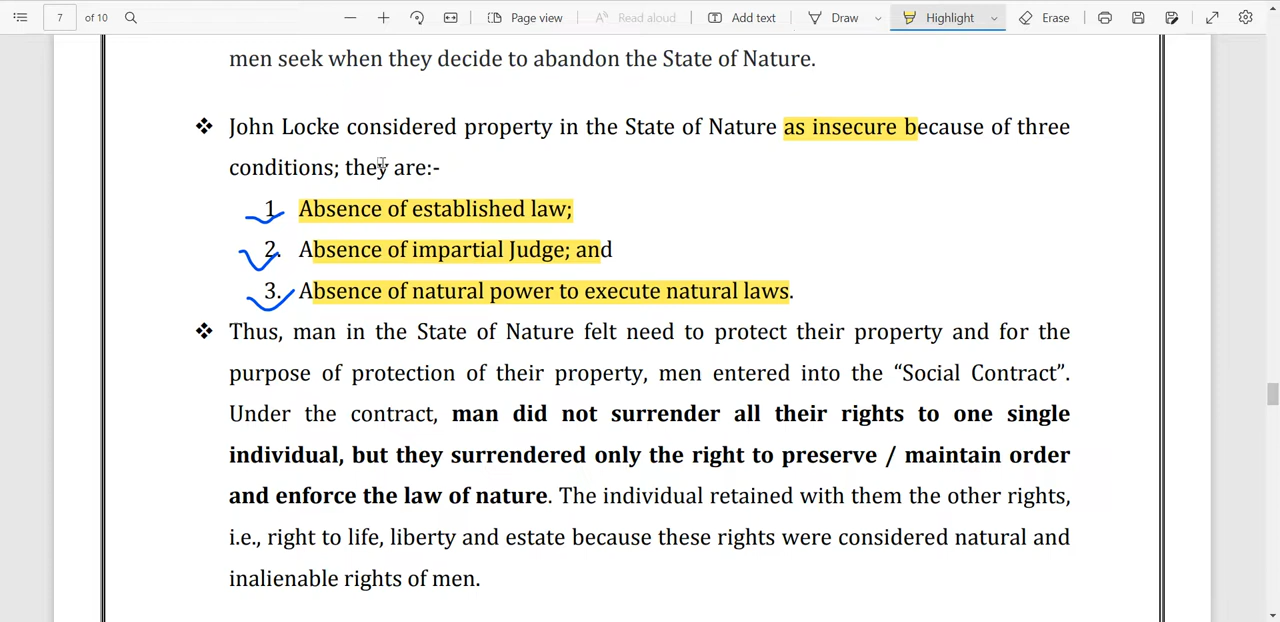 7 of 10 Page view Read aloud Add text Draw Highlight Erase
men seek when they decide to abandon the State of Nature.
❖ John Locke considered property in the State of Nature as insecure because of three
conditions; they are:-
1. Absence of established law;
2. Absence of impartial Judge; and
3. Absence of natural power to execute natural laws.
❖ Thus, man in the State of Nature felt need to protect their property and for the
purpose of protection of their property, men entered into the “Social Contract”.
Under the contract, man did not surrender all their rights to one single
individual, but they surrendered only the right to preserve / maintain order
and enforce the law of nature. The individual retained with them the other rights,
i.e., right to life, liberty and estate because these rights were considered natural and
inalienable rights of men.